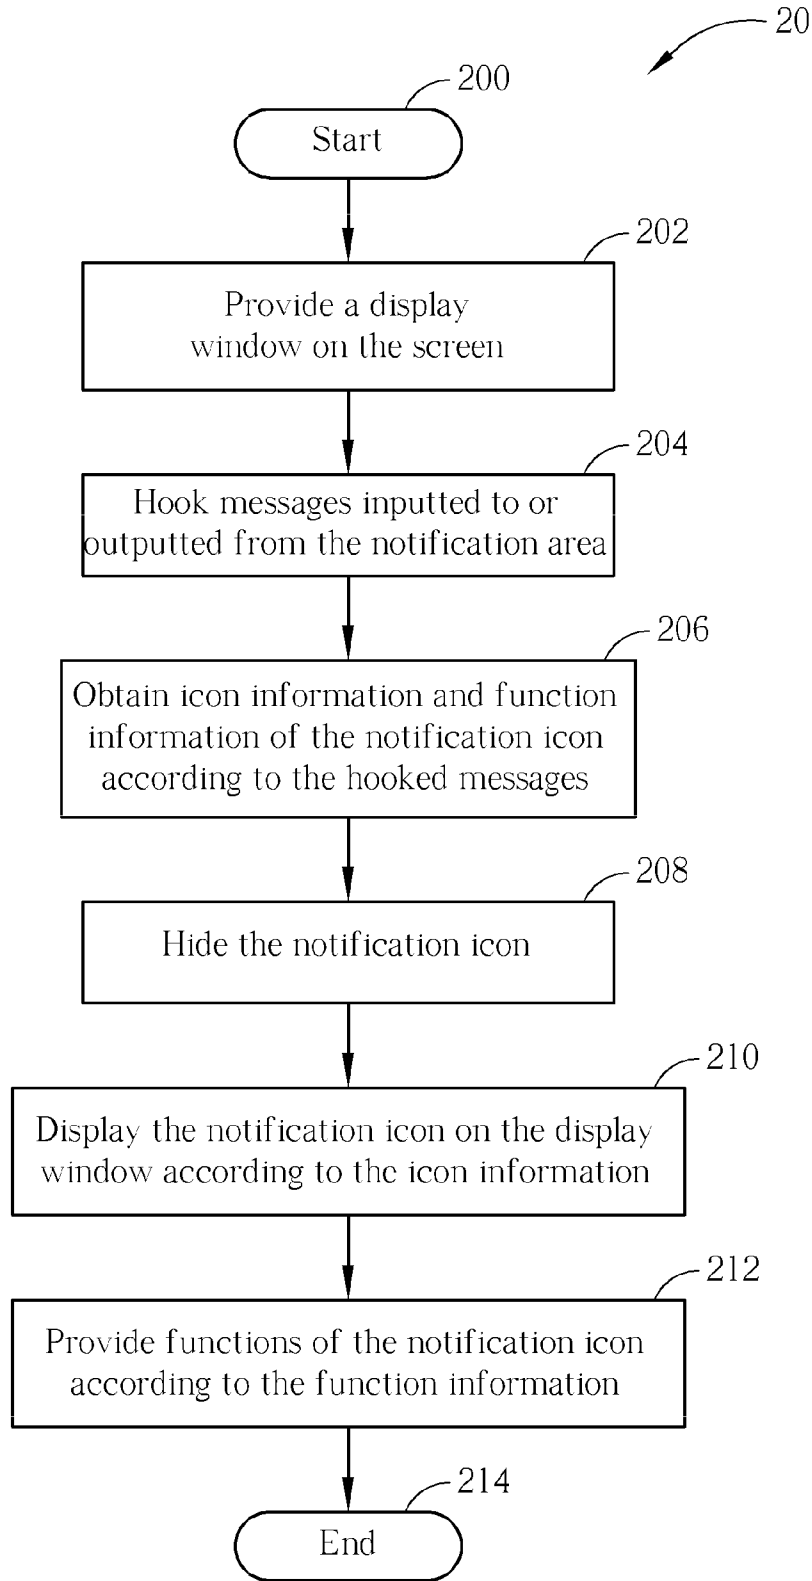 20
200
Start
202
Provide a display
window on the screen
204
Hook messages inputted to or
outputted from the notification area
206
Obtain icon information and function
information of the notification icon
according to the hooked messages
208
Hide the notification icon
210
Display the notification icon on the display
window according to the icon information
212
Provide functions of the notification icon
according to the function information
214
End